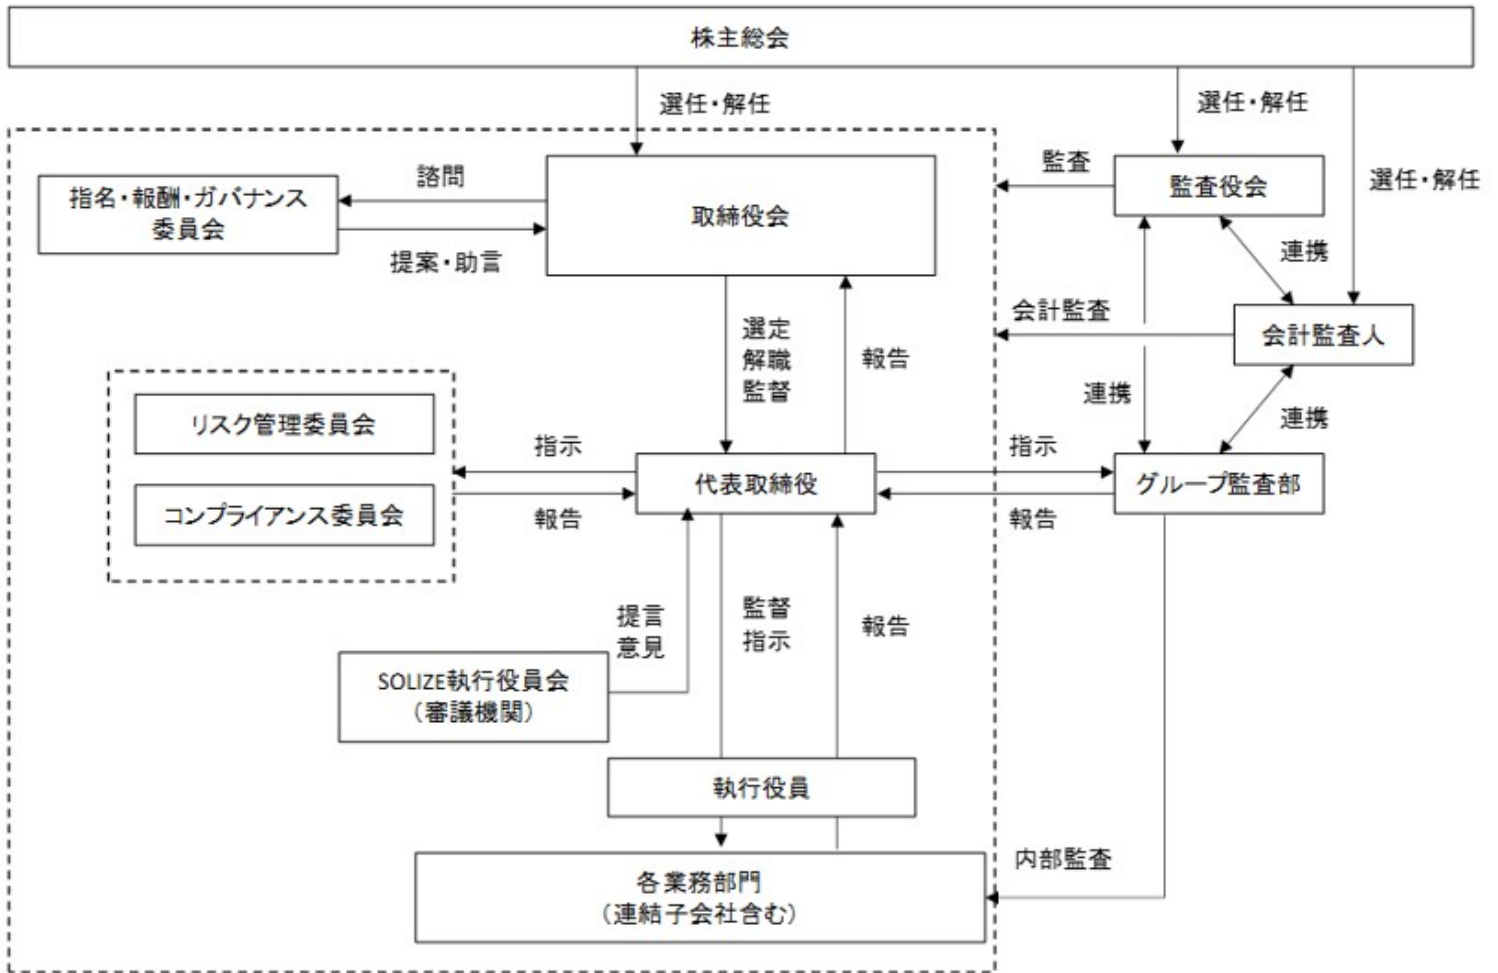 株主総会
選任・解任
選任・解任
選任・解任
指名・報酬・ガバナンス
委員会
諮問
提案・助言
取締役会
監査
監査役会
連携
会計監査
会計監査人
選定
解職
監督
報告
連携
連携
リスク管理委員会
コンプライアンス委員会
指示
報告
代表取締役
指示
報告
グループ監査部
提言
意見
監督
指示
報告
SOLIZE執行役員会
（審議機関）
執行役員
各業務部門
（連結子会社含む）
内部監査